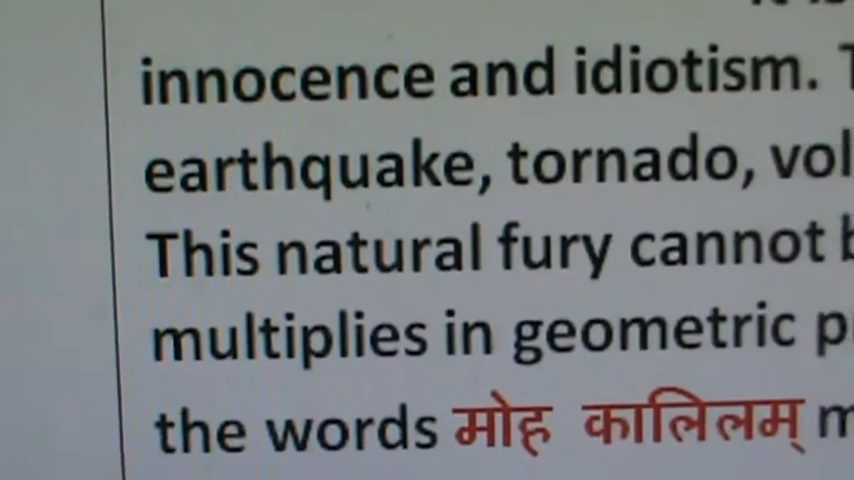 innocence and idiotism.
earthquake, tornado,
This natural fury cannot
multiplies in geometric
the words मोह कालिलम्